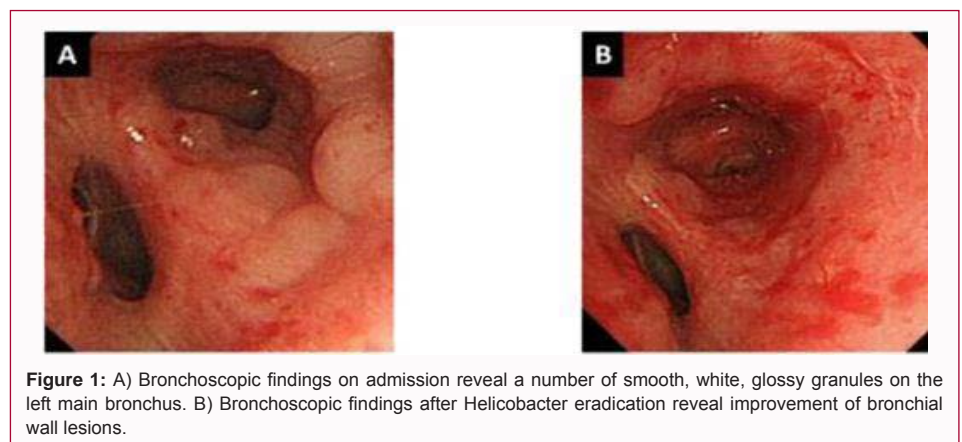 A
B
Figure 1: A) Bronchoscopic findings on admission reveal a number of smooth, white, glossy granules on the
left main bronchus. B) Bronchoscopic findings after Helicobacter eradication reveal improvement of bronchial
wall lesions.